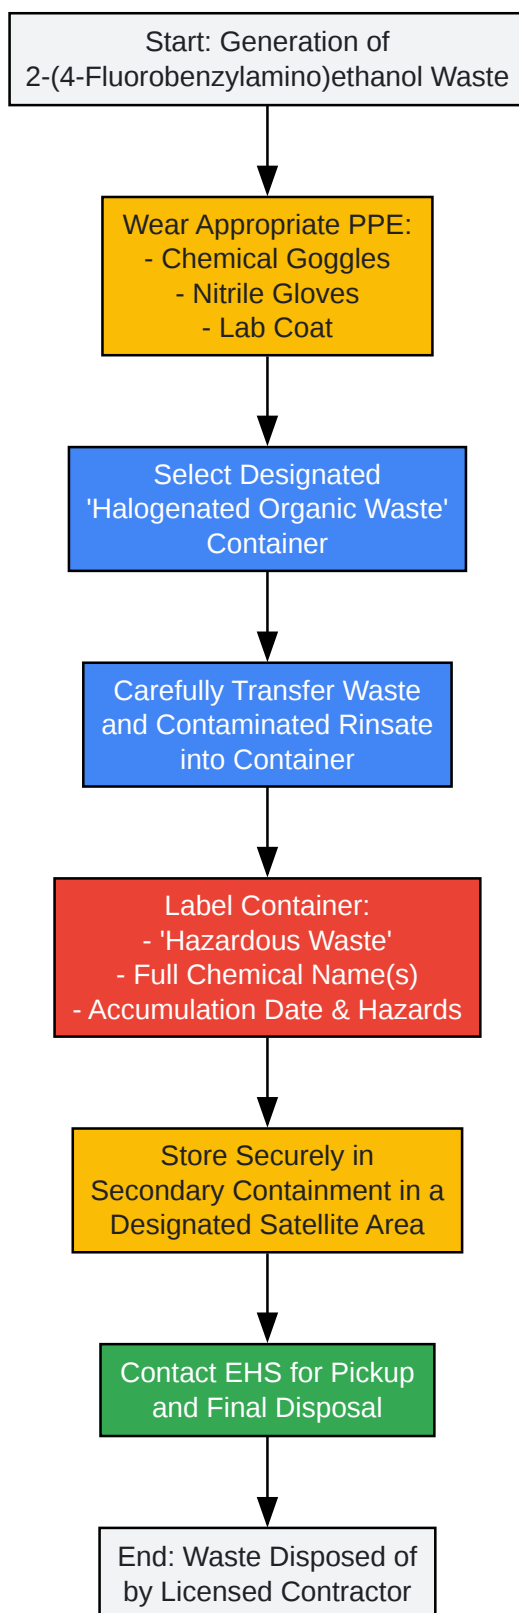 Start: Generation of
2-(4-Fluorobenzylamino)ethanol Waste
Wear Appropriate PPE:
- Chemical Goggles
- Nitrile Gloves
- Lab Coat
Select Designated
'Halogenated Organic Waste'
Container
Carefully Transfer Waste
and Contaminated Rinsate
into Container
Label Container:
- 'Hazardous Waste'
- Full Chemical Name(s)
- Accumulation Date & Hazards
Store Securely in
Secondary Containment in a
Designated Satellite Area
Contact EHS for Pickup
and Final Disposal
End: Waste Disposed of
by Licensed Contractor